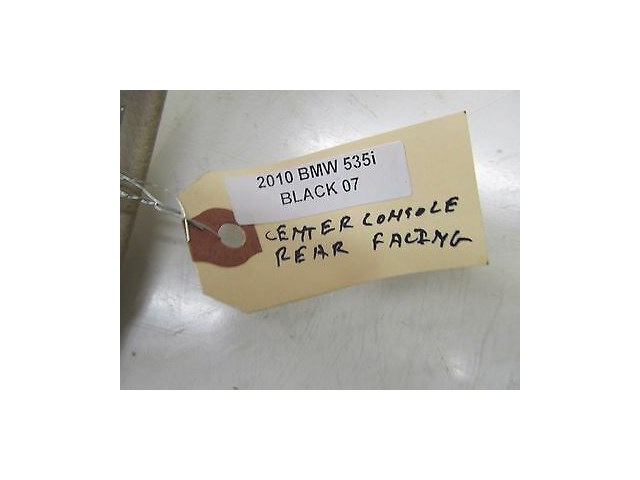 2010 BMW 535i
BLACK 07
CENTER CONSOLE
REAR FACING